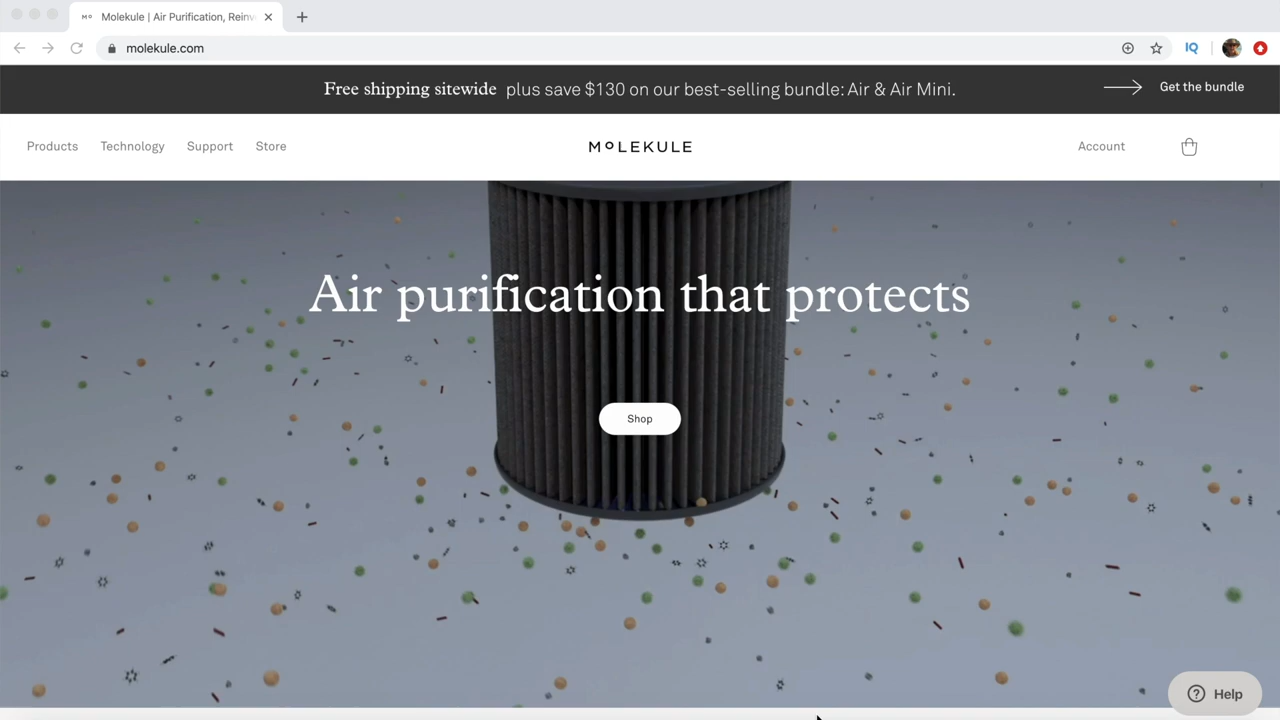 Molekule | Air Purification, Reinv
molekule.com
IQ
Free shipping sitewide plus save $130 on our best-selling bundle: Air & Air Mini.
Get the bundle
Products Technology Support Store
MOLEKULE
Account
Air purification that protects
Shop
Help